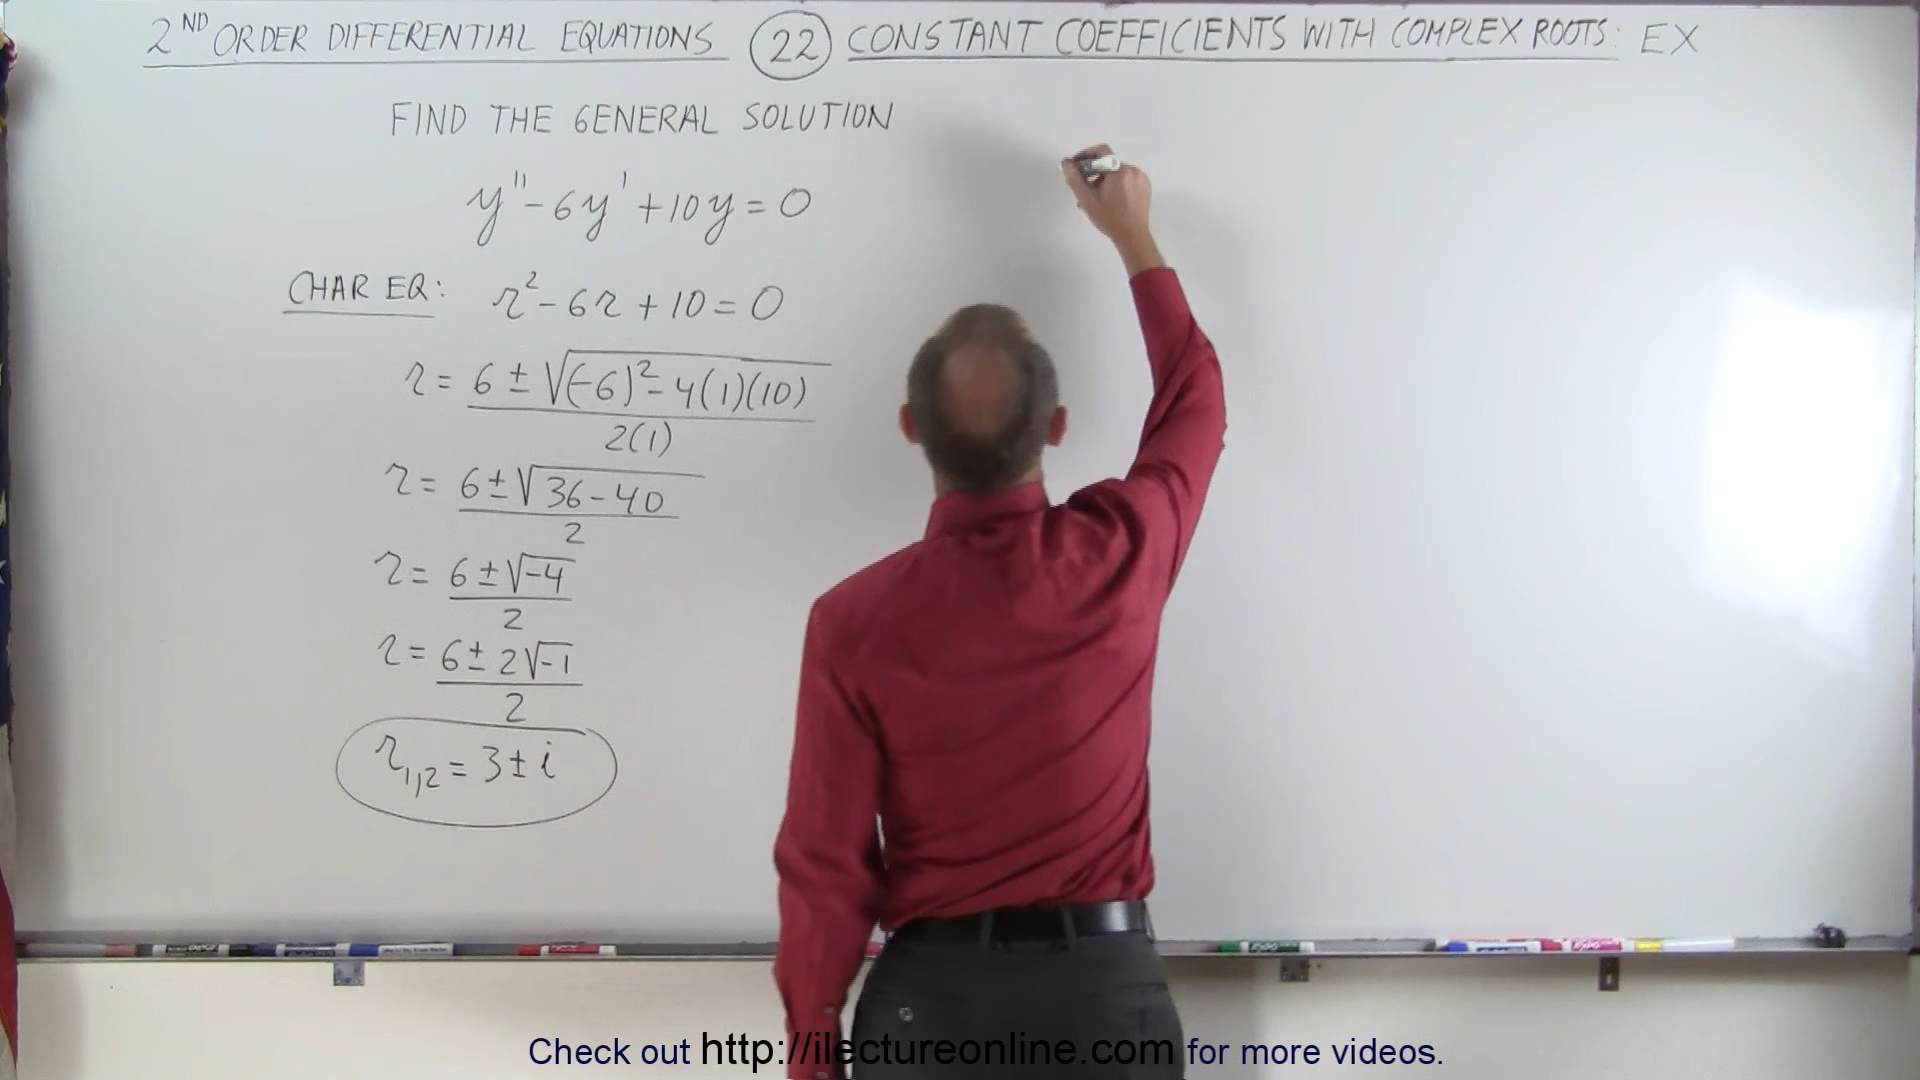 2ND ORDER DIFFERENTIAL EQUATIONS 22 CONSTANT COEFFICIENTS WITH COMPLEX ROOTS: EX
FIND THE GENERAL SOLUTION
y'' - 6y' + 10y = 0
CHAR EQ: r² - 6r + 10 = 0
r = 6 ± √(-6)² - 4(1)(10) / 2(1)
r = 6 ± √36 - 40 / 2
r = 6 ± √-4 / 2
r = 6 ± 2√-1 / 2
r₁,₂ = 3 ± i
Check out http://ilectureonline.com for more videos.